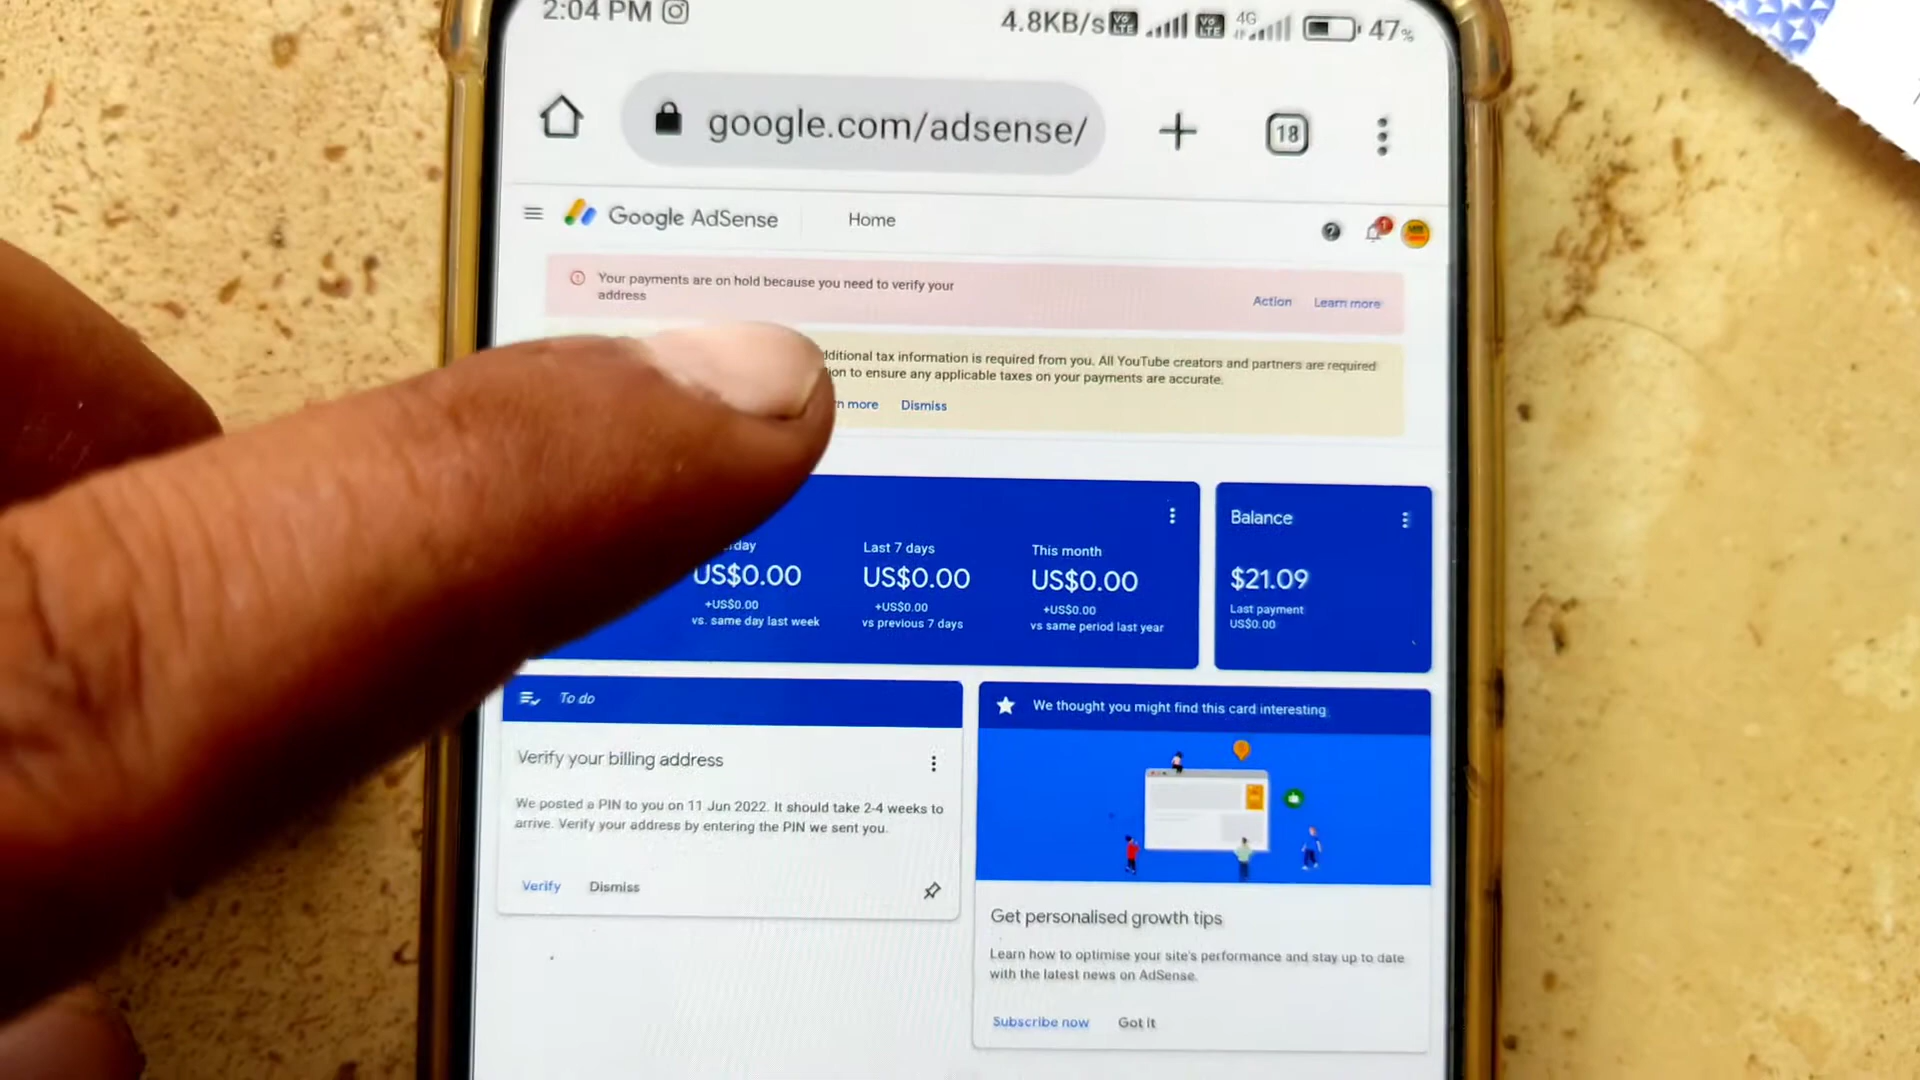 2:04 PM
4.8KB/s Vo LTE Vo LTE 4G 47%
google.com/adsense/
18
Google AdSense
Home
1
Your payments are on hold because you need to verify your
address
Action Learn more
dditional tax information is required from you. All YouTube creators and partners are required
ion to ensure any applicable taxes on your payments are accurate.
n more Dismiss
day
US$0.00
+US$0.00
vs. same day last week
Last 7 days
US$0.00
+US$0.00
vs previous 7 days
This month
US$0.00
+US$0.00
vs same period last year
Balance
$21.09
Last payment
US$0.00
To do
Verify your billing address
We posted a PIN to you on 11 Jun 2022. It should take 2-4 weeks to
arrive. Verify your address by entering the PIN we sent you.
Verify Dismiss
We thought you might find this card interesting
Get personalised growth tips
Learn how to optimise your site's performance and stay up to date
with the latest news on AdSense.
Subscribe now Got it